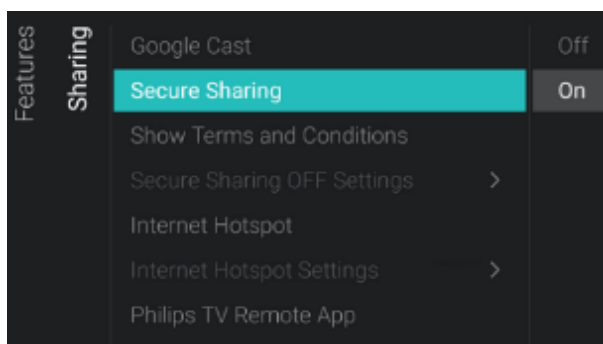 Features
Sharing
Google Cast
Secure Sharing
Show Terms and Conditions
Secure Sharing OFF Settings
Internet Hotspot
Internet Hotspot Settings
Philips TV Remote App
Off
On